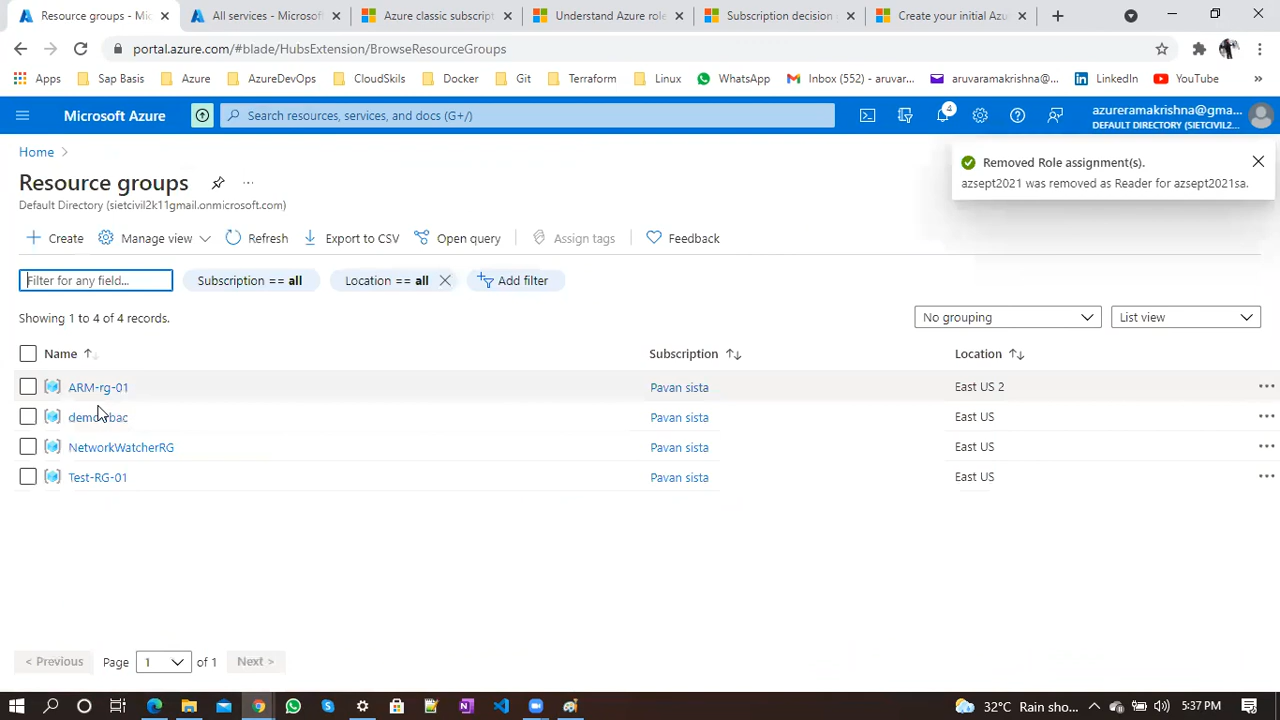 Resource groups - Mi
All services - Microsof
Azure classic subscript
Understand Azure role
Subscription decision
Create your initial Az
portal.azure.com/#blade/HubsExtension/BrowseResourceGroups
Apps
Sap Basis
Azure
AzureDevOps
CloudSkils
Docker
Git
Terraform
Linux
WhatsApp
Inbox (552) - aruvar...
aruvaramakrishna@...
LinkedIn
YouTube
»
Microsoft Azure
Search resources, services, and docs (G+/)
4
azureramakrishna@gma...
DEFAULT DIRECTORY (SIETCIVIL2...
Home >
Removed Role assignment(s).
azsept2021 was removed as Reader for azsept2021sa.
Resource groups
...
Default Directory (sietcivil2k11gmail.onmicrosoft.com)
Create
Manage view
Refresh
Export to CSV
Open query
Assign tags
Feedback
Filter for any field...
Subscription == all
Location == all
Add filter
Showing 1 to 4 of 4 records.
No grouping
List view
Name
Subscription
Location
ARM-rg-01
Pavan sista
East US 2
Pavan sista
East US
NetworkWatcherRG
Pavan sista
East US
Test-RG-01
Pavan sista
East US
< Previous
Page
1
of 1
Next >
32°C Rain sho...
5:37 PM